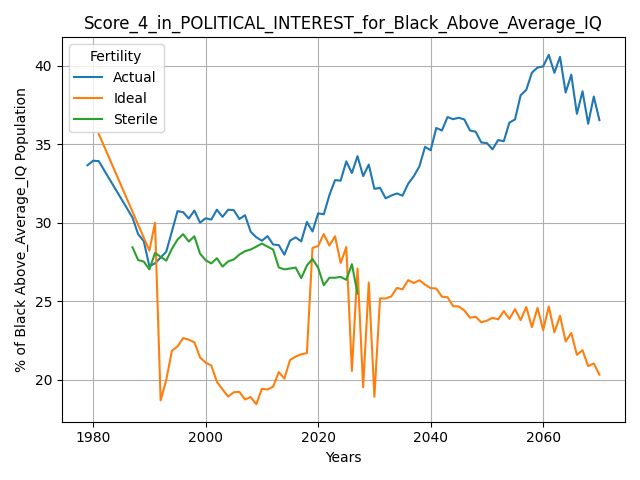 Score_4_in_POLITICAL_INTEREST_for_Black_Above_Average_IQ
Fertility
Actual
Ideal
Sterile
% of Black Above_Average_IQ Population
40
35
30
25
20
1980
2000
2020
2040
2060
Years